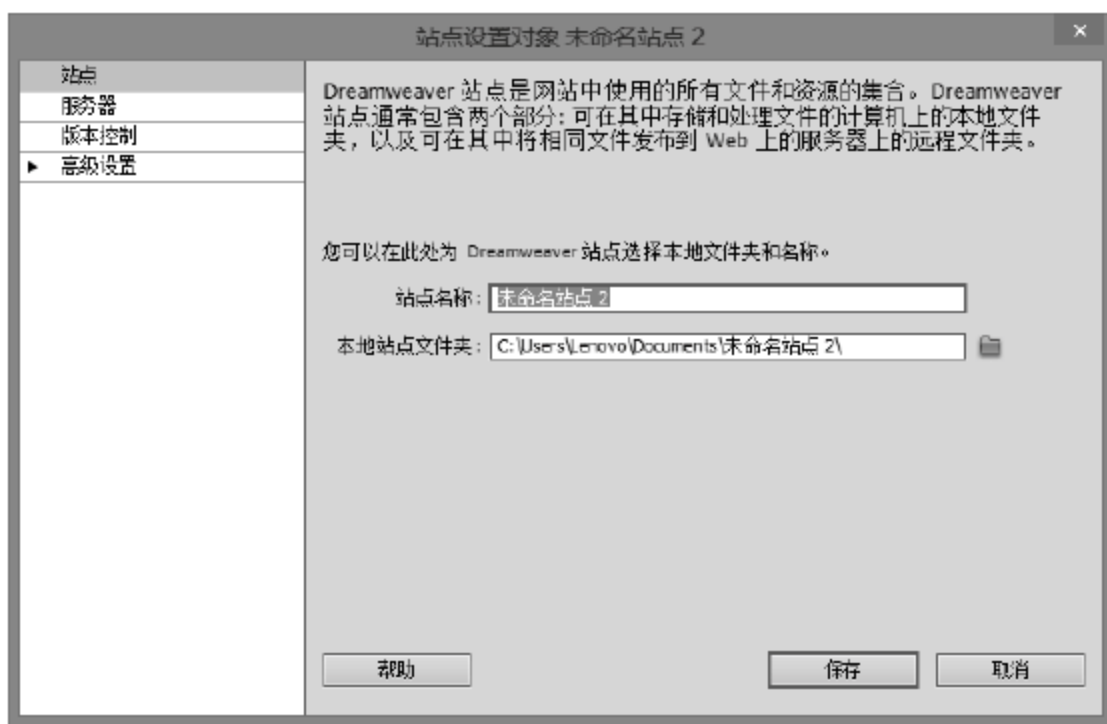 站点设置对象 未命名站点 2
×
站点
服务器
版本控制
高级设置
Dreamweaver 站点是网站中使用的所有文件和资源的集合。Dreamweaver
站点通常包含两个部分: 可在其中存储和处理文件的计算机上的本地文件
夹，以及可在其中将相同文件发布到 Web 上的服务器上的远程文件夹。
您可以在此处为 Dreamweaver 站点选择本地文件夹和名称。
站点名称: 未命名站点 2
本地站点文件夹: C:\Users\Lenovo\Documents\未命名站点 2\
帮助
保存
取消